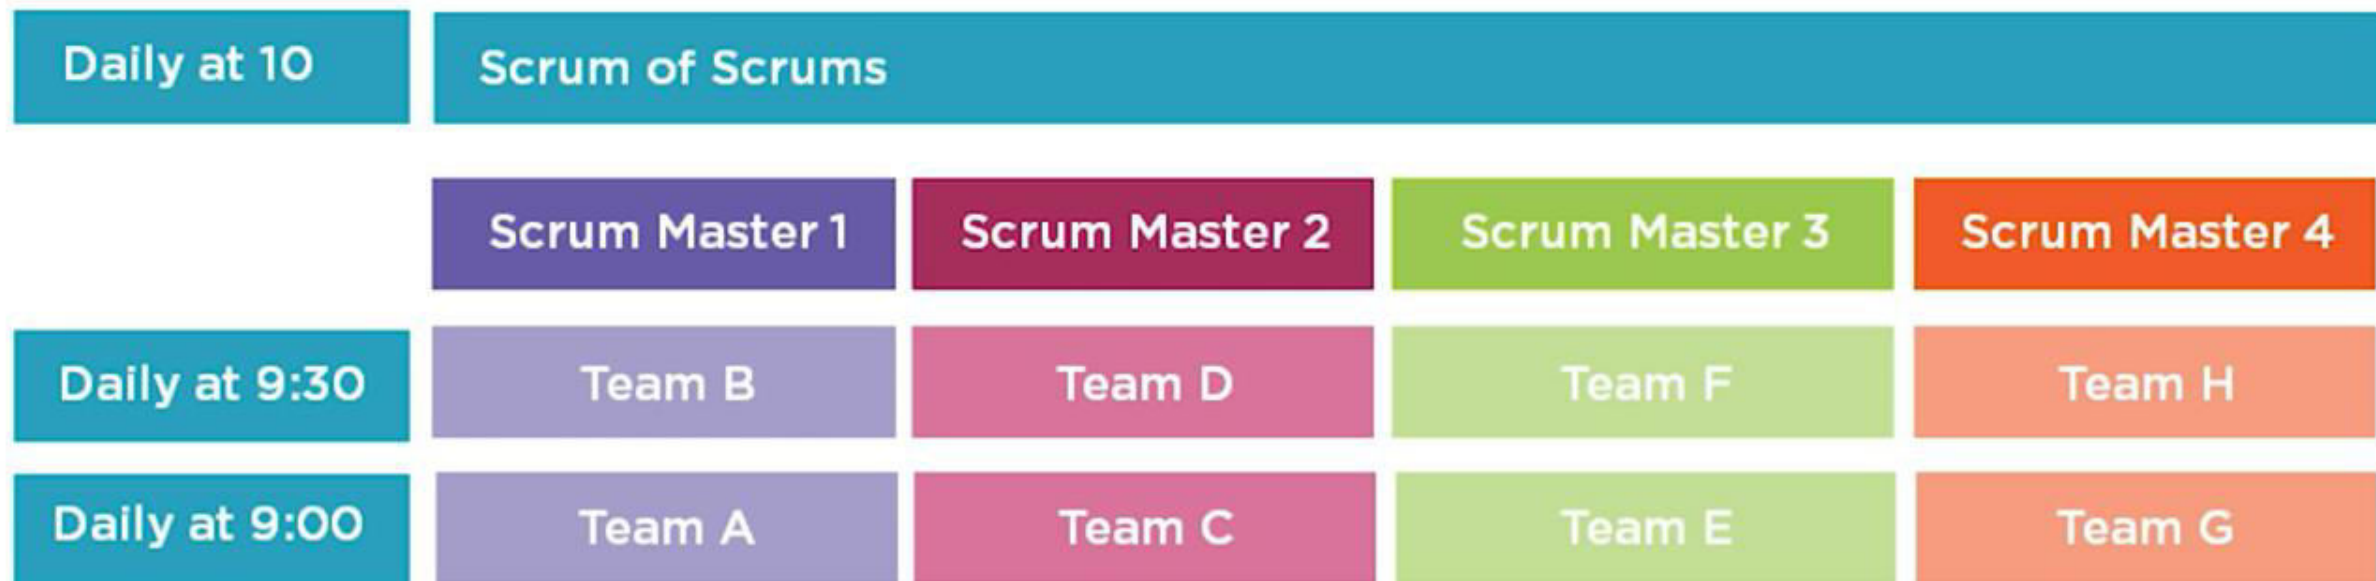 Daily at 10
Scrum of Scrums
Scrum Master 1
Scrum Master 2
Scrum Master 3
Scrum Master 4
Daily at 9:30
Team B
Team D
Team F
Team H
Daily at 9:00
Team A
Team C
Team E
Team G